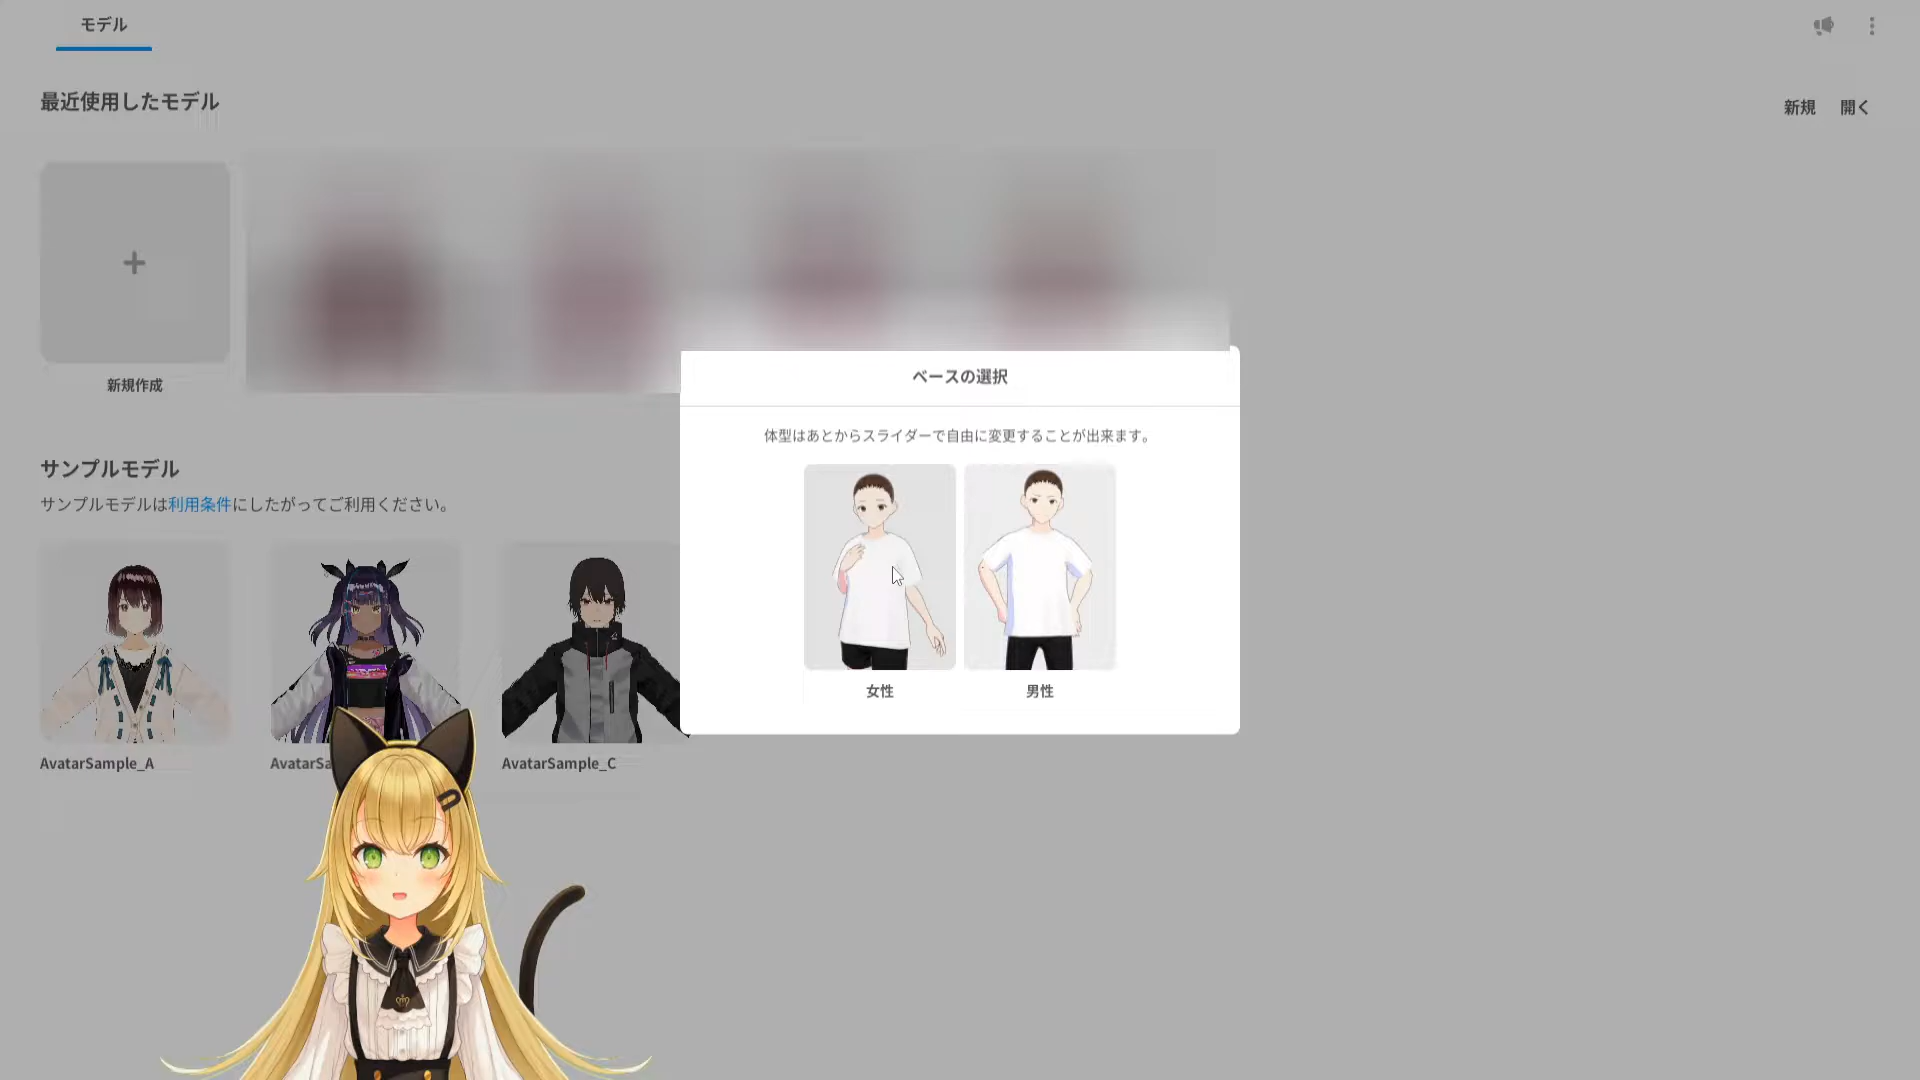 モデル
最近使用したモデル
新規 開く
新規作成
ベースの選択
体型はあとからスライダーで自由に変更することが出来ます。
女性 男性
サンプルモデル
サンプルモデルは利用条件にしたがってご利用ください。
AvatarSample_A AvatarSa AvatarSample_C